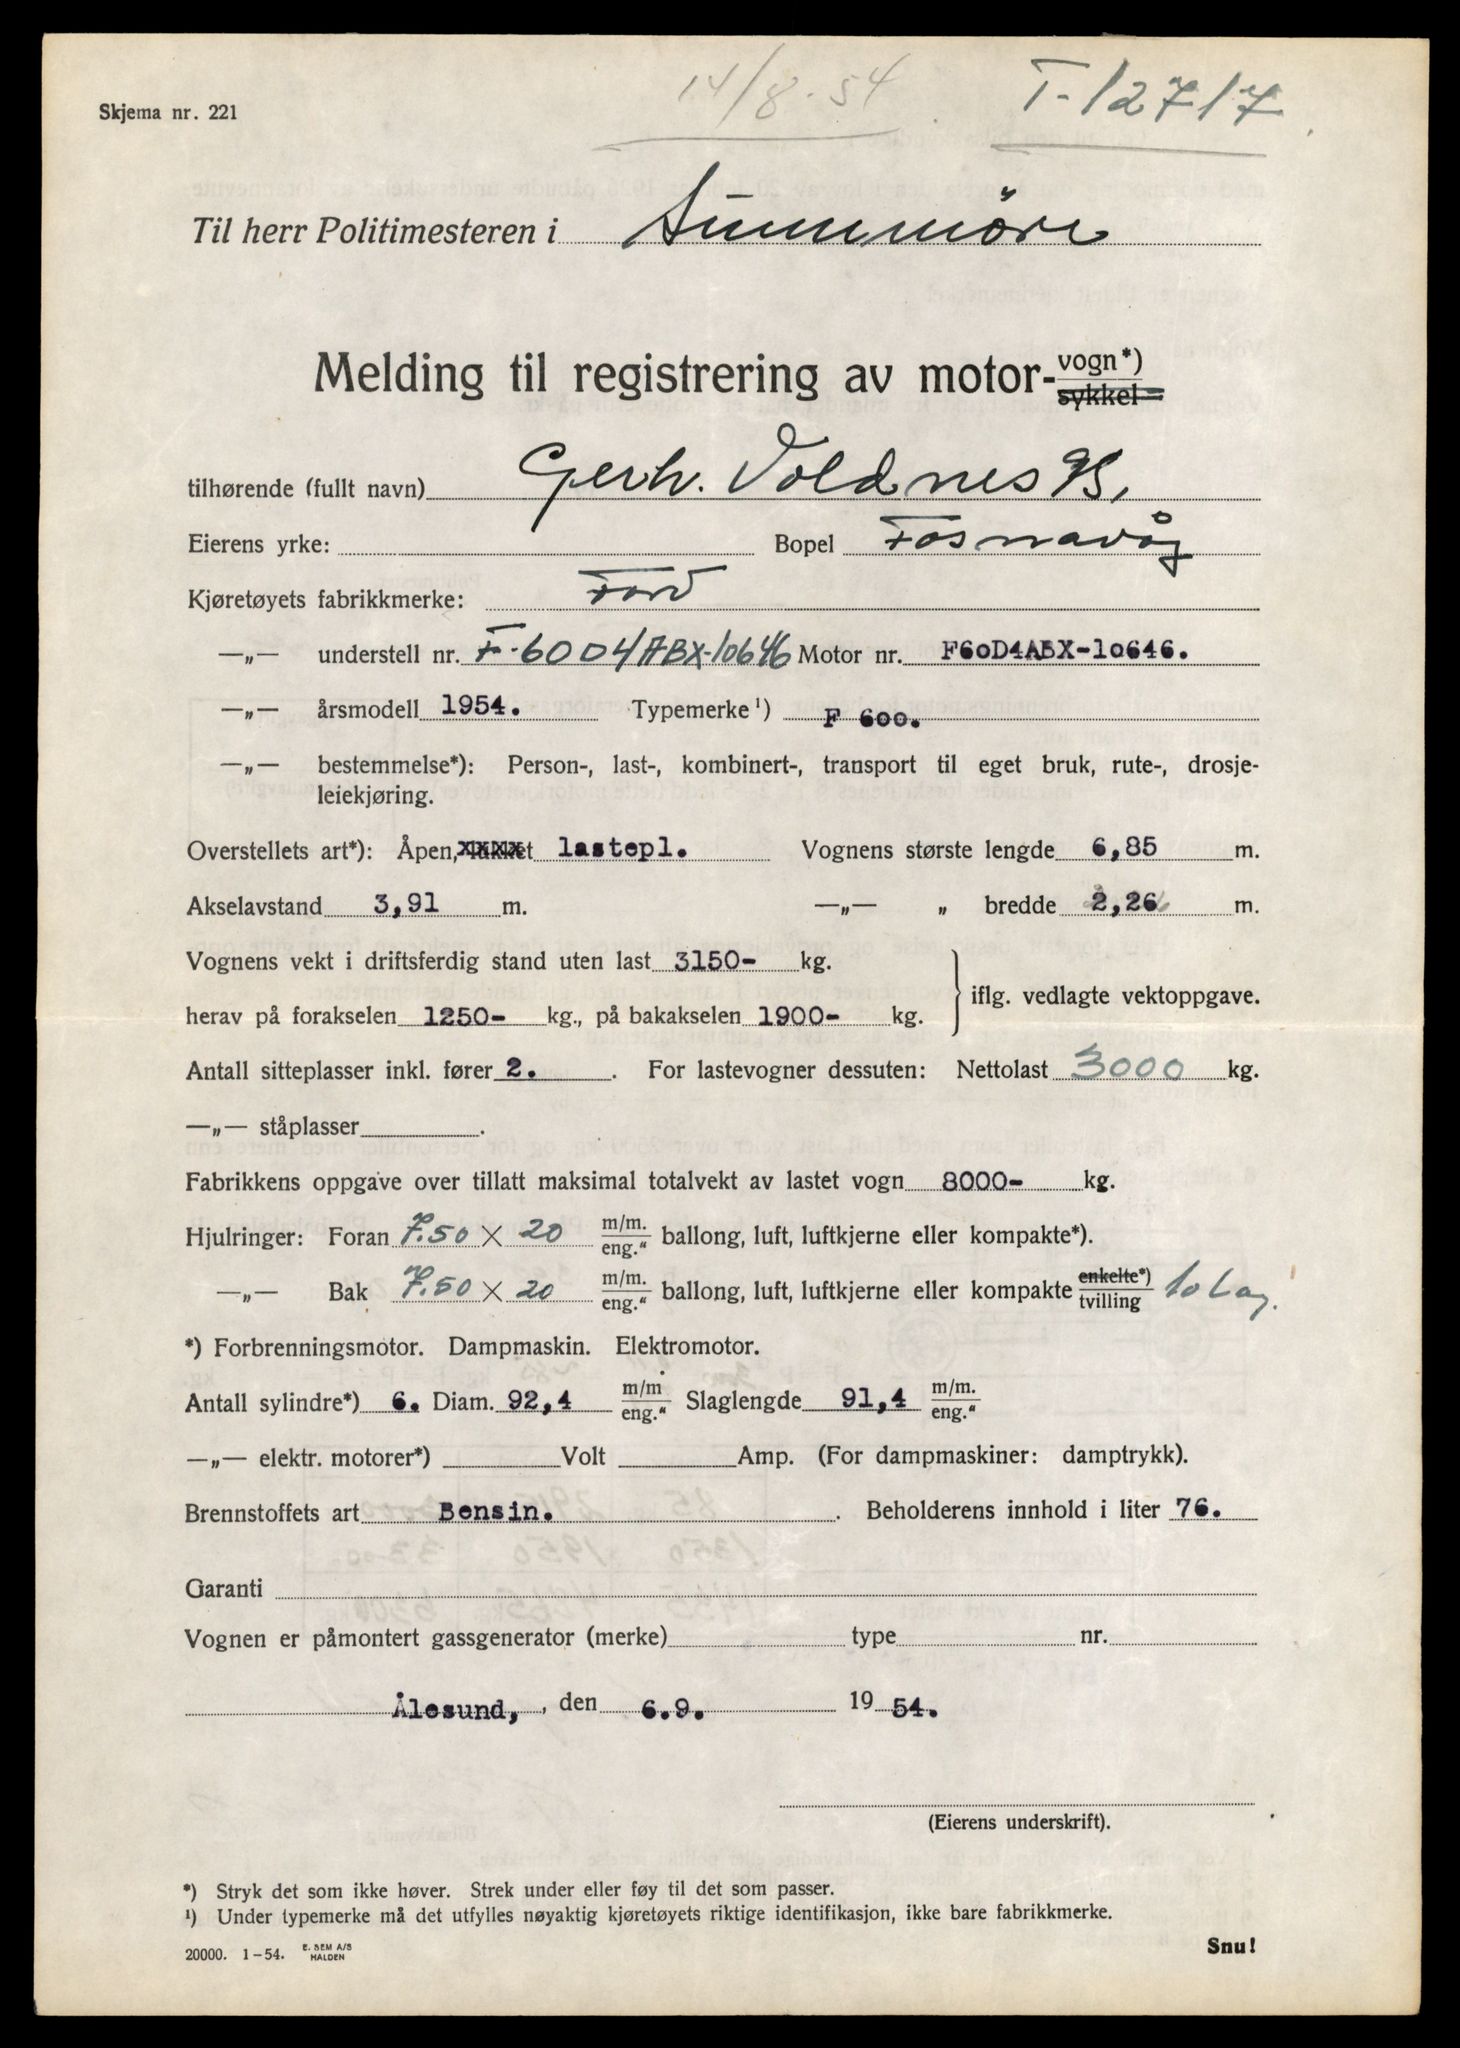 14/8-54 T-12717.
Skjema nr. 221
Til herr Politimesteren i Sunnmöre
Melding til registrering av motor-vogn*)
sykkel
tilhørende (fullt navn) Gerh. Voldnes A/S,
Eierens yrke: Bopel Fosnavåg
Kjøretøyets fabrikkmerke: Ford
—„— understell nr. F-60D4ABX-10646 Motor nr. F60D4ABX-10646.
—„— årsmodell 1954. Typemerke¹) F 600.
—„— bestemmelse*): Person-, last-, kombinert-, transport til eget bruk, rute-, drosje-
leiekjøring.
Overstellets art*): Åpen, lukket lastepl. Vognens største lengde 6,85 m.
Akselavstand 3,91 m. —„— „ bredde 2,26 m.
Vognens vekt i driftsferdig stand uten last 3150- kg.
herav på forakselen 1250- kg., på bakakselen 1900- kg. iflg. vedlagte vektoppgave.
Antall sitteplasser inkl. fører 2. For lastevogner dessuten: Nettolast 3000 kg.
—„— ståplasser .
Fabrikkens oppgave over tillatt maksimal totalvekt av lastet vogn 8000- kg.
Hjulringer: Foran 7.50 × 20 m/m. eng.“ ballong, luft, luftkjerne eller kompakte*).
—„— Bak 7.50 × 20 m/m. eng.“ ballong, luft, luftkjerne eller kompakte enkelte*) tvilling 10 Lag.
*) Forbrenningsmotor. Dampmaskin. Elektromotor.
Antall sylindre*) 6. Diam. 92,4 m/m eng.“ Slaglengde 91,4 m/m. eng.“
—„— elektr. motorer*) Volt Amp. (For dampmaskiner: damptrykk).
Brennstoffets art Bensin. . Beholderens innhold i liter 76.
Garanti
Vognen er påmontert gassgenerator (merke) type nr.
Ålesund, , den 6.9. 1954.
(Eierens underskrift).
*) Stryk det som ikke høver. Strek under eller føy til det som passer.
¹) Under typemerke må det utfylles nøyaktig kjøretøyets riktige identifikasjon, ikke bare fabrikkmerke.
20000. 1-54. E. SEM A/S HALDEN Snu!